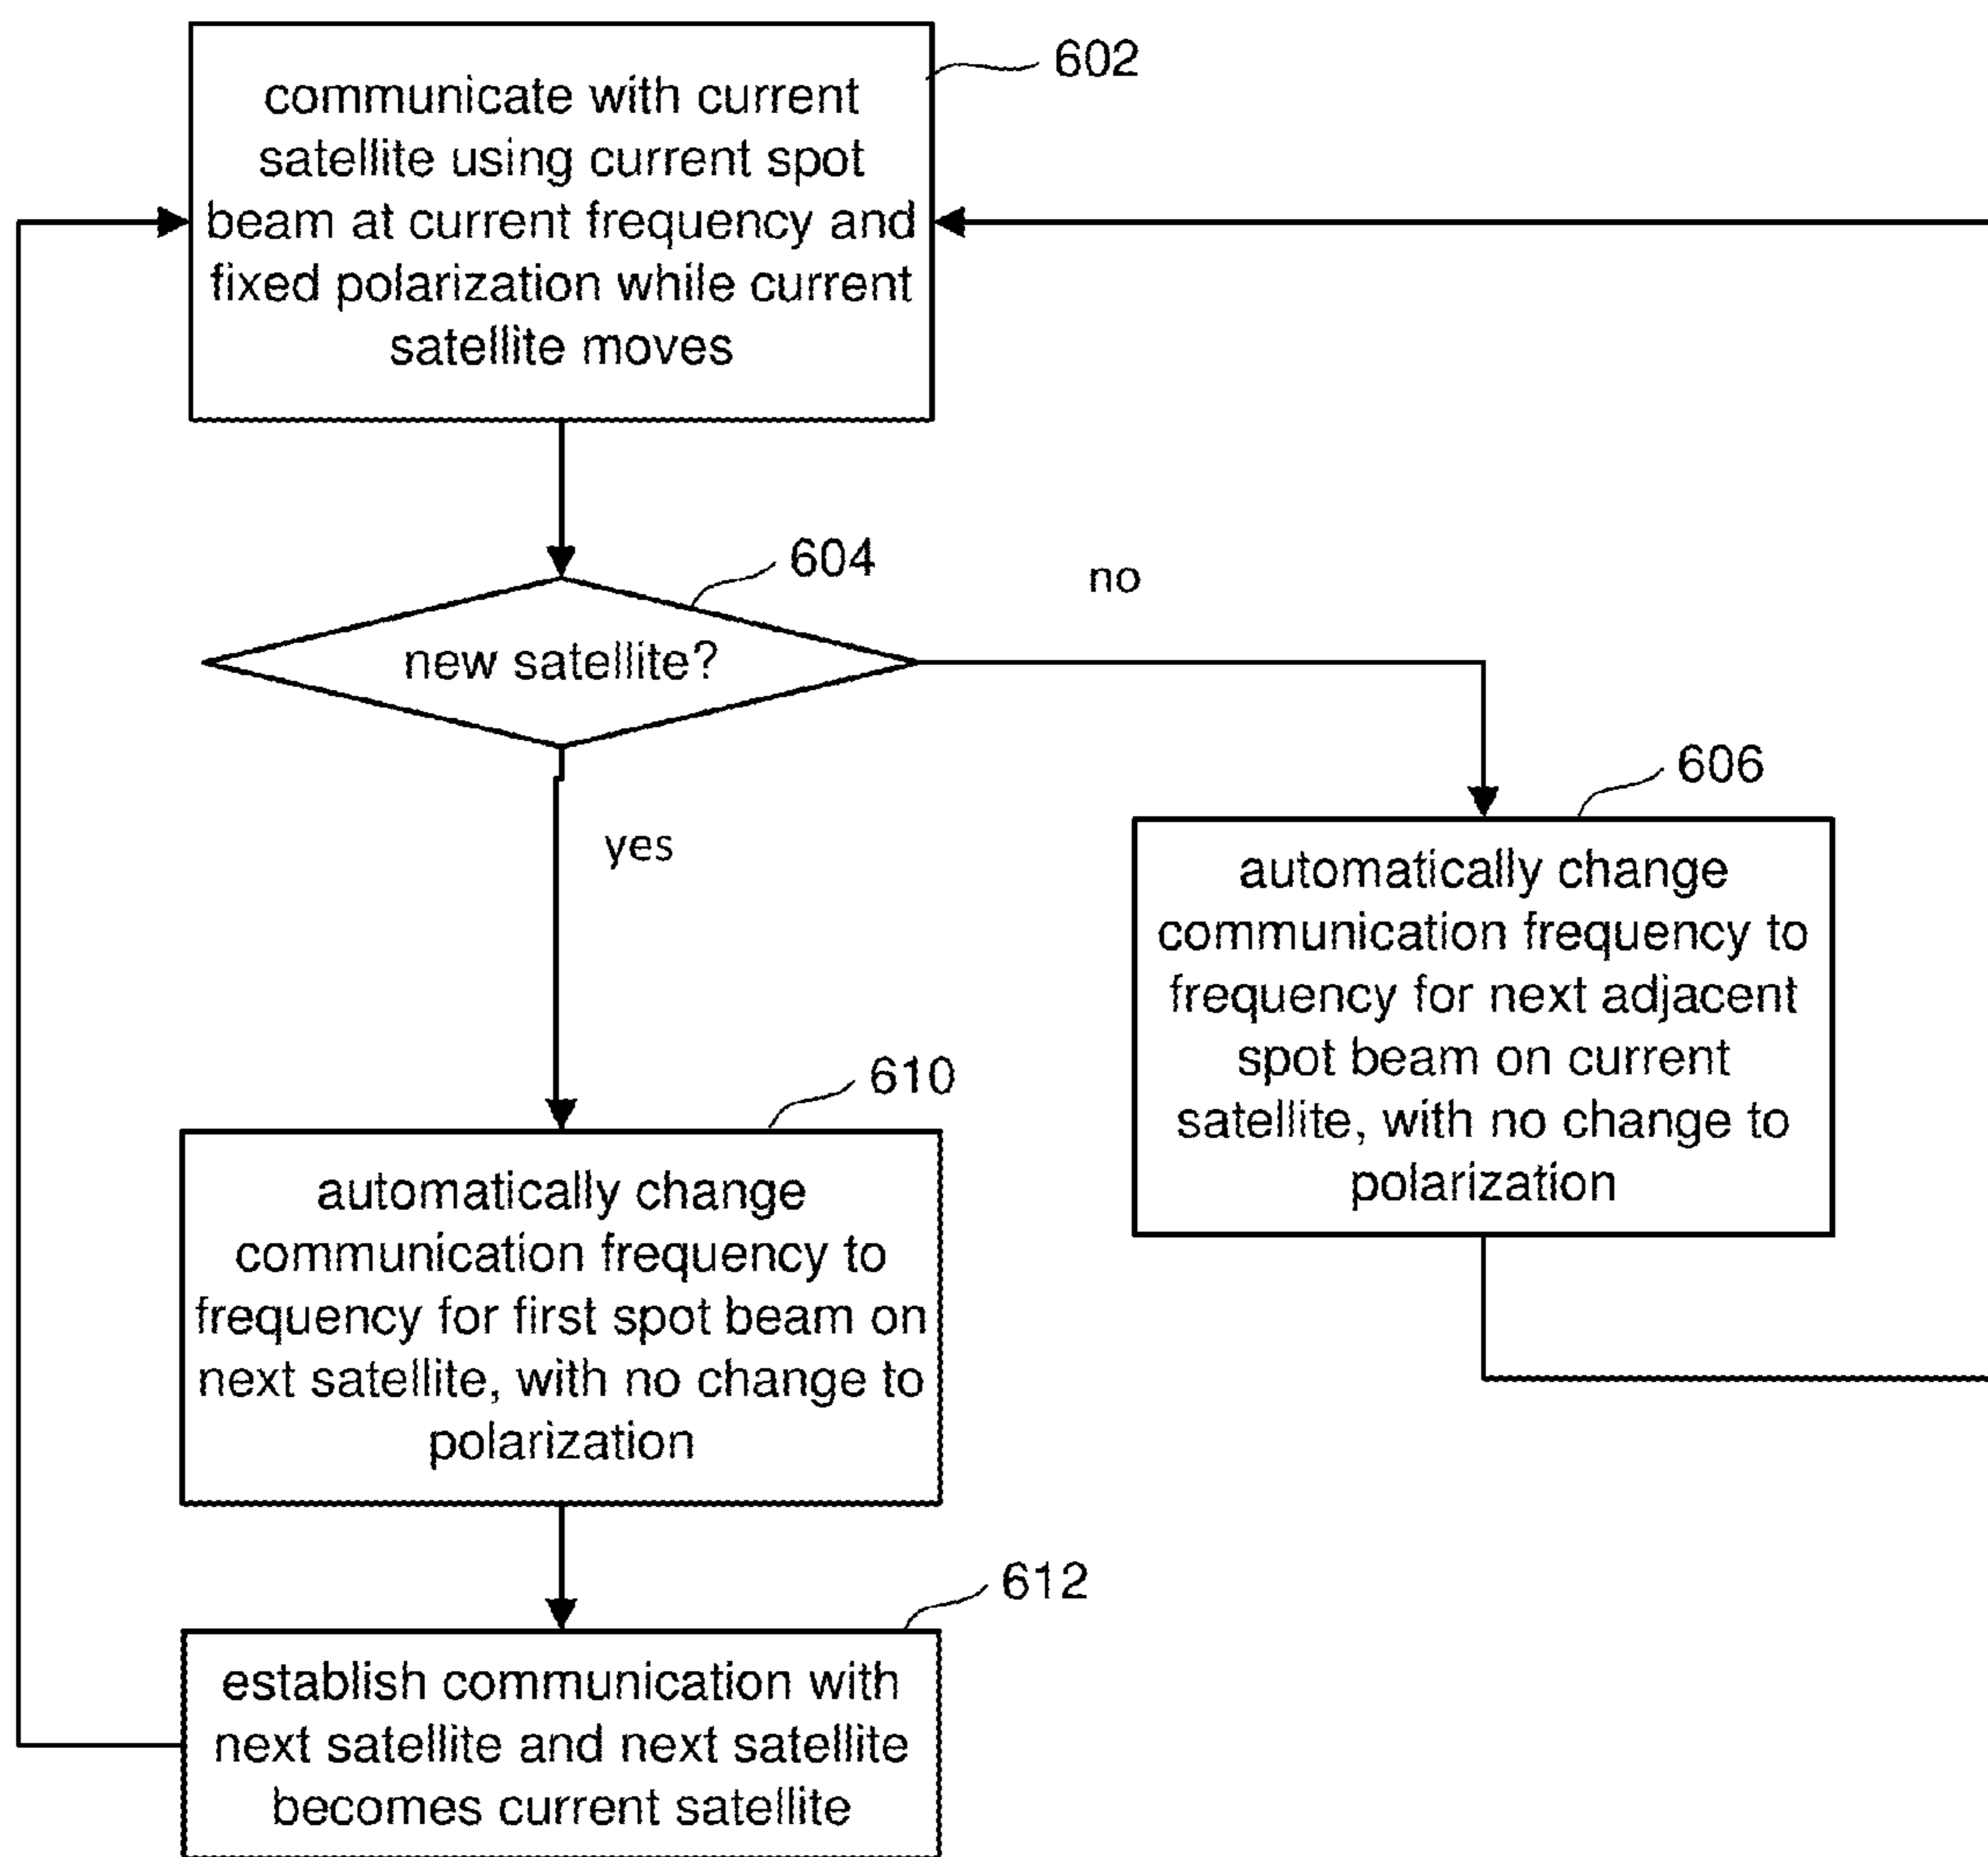 602
communicate with current
satellite using current spot
beam at current frequency and
fixed polarization while current
satellite moves
604
new satellite?
no
yes
606
automatically change
communication frequency to
frequency for next adjacent
spot beam on current
satellite, with no change to
polarization
610
automatically change
communication frequency to
frequency for first spot beam on
next satellite, with no change to
polarization
612
establish communication with
next satellite and next satellite
becomes current satellite